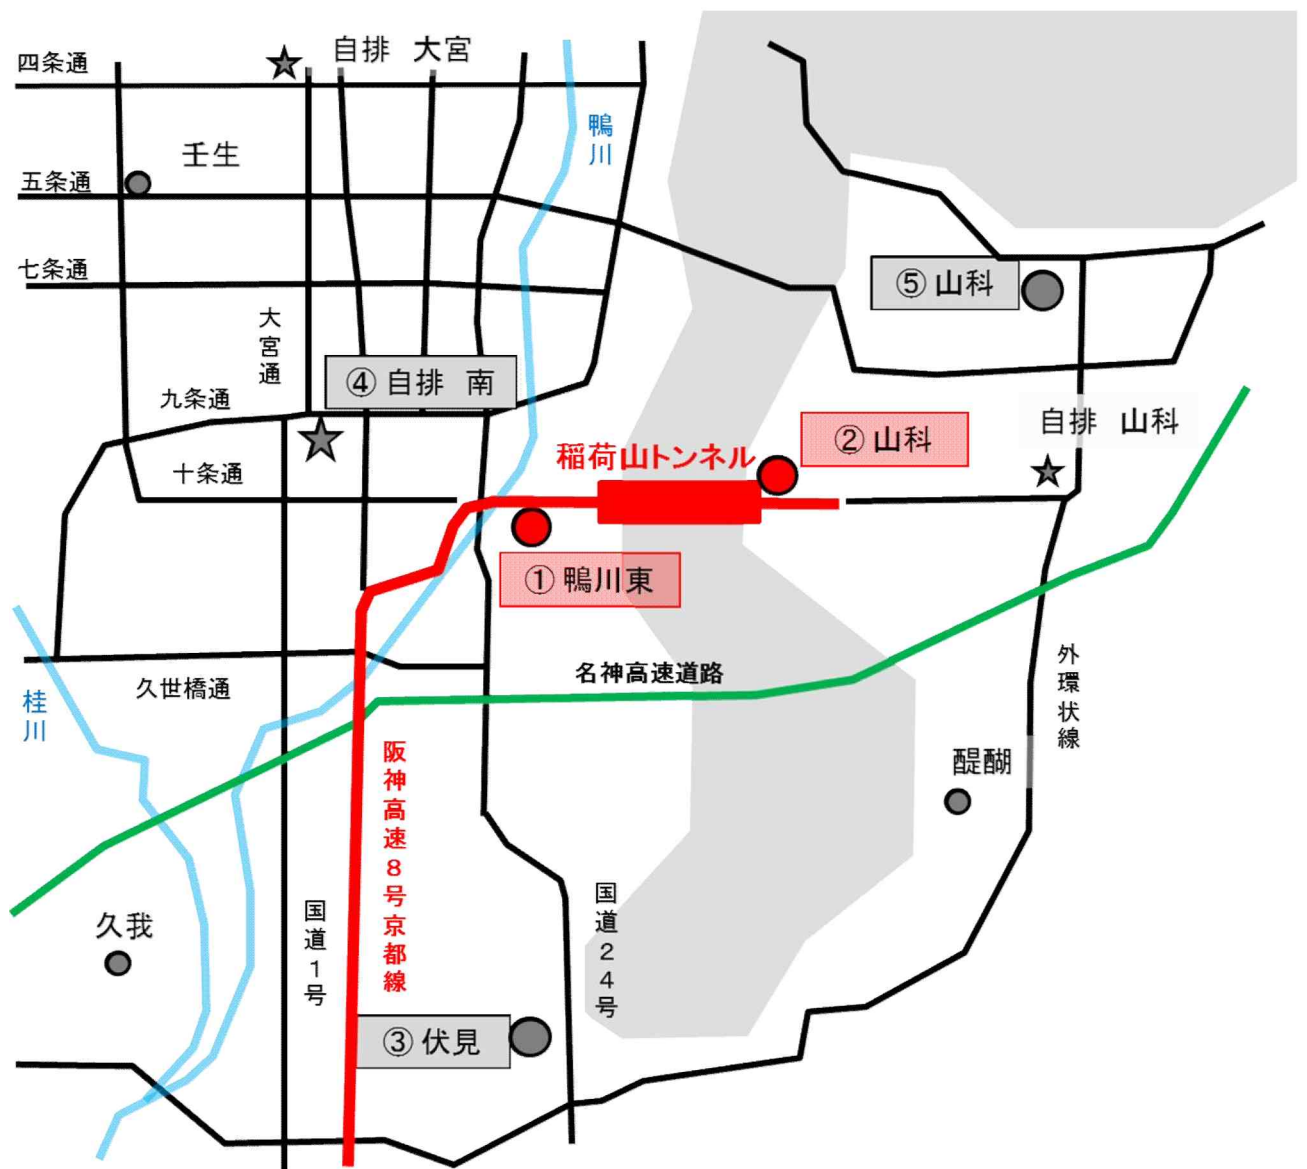 四条通
自排 大宮
鴨川
壬生
五条通
七条通
⑤ 山科
大宮通
④ 自排 南
九条通
② 山科
自排 山科
稲荷山トンネル
十条通
① 鴨川東
久世橋通
桂川
名神高速道路
外環状線
阪神高速8号京都線
醍醐
国道24号
国道1号
久我
③ 伏見